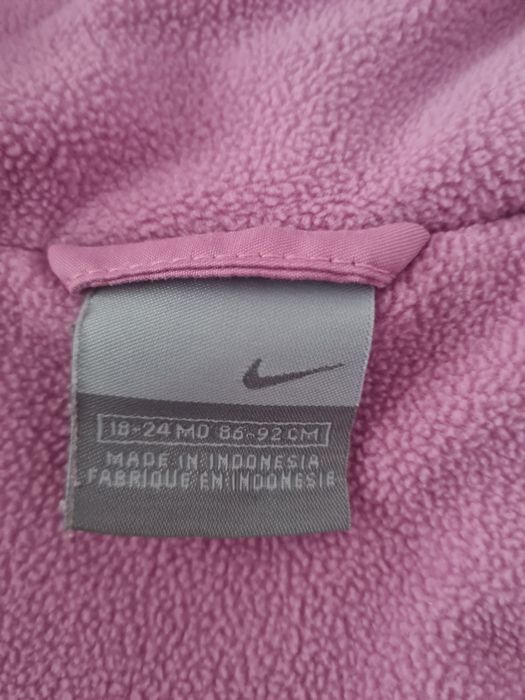 18-24 MO 86-92 CM
MADE IN INDONESIA
FABRIQUE EN INDONESIE